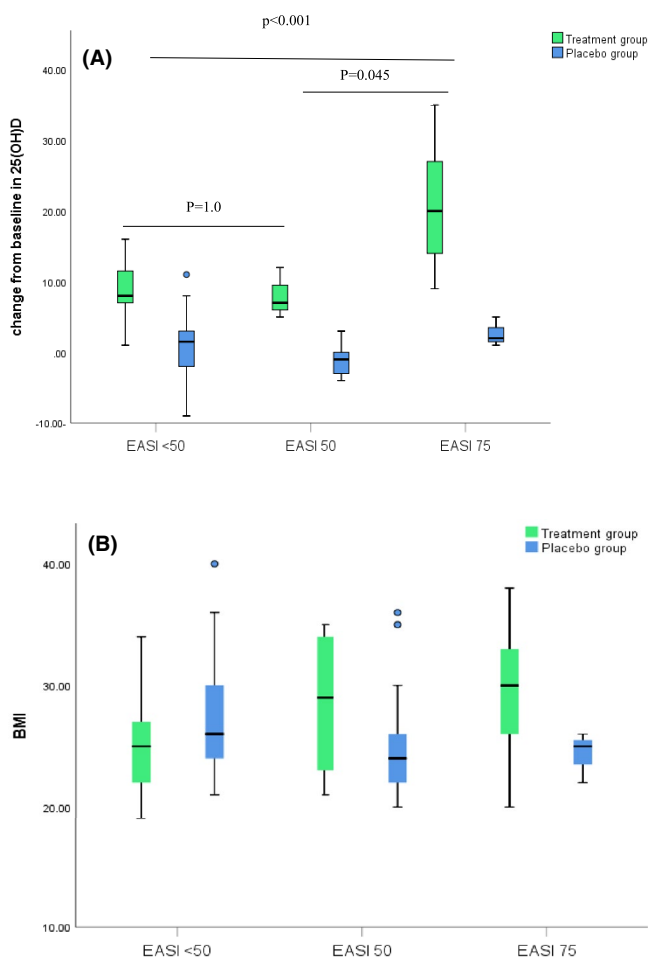 p<0.001
(A)
Treatment group
Placebo group
P=0.045
P=1.0
change from baseline in 25(OH)D
40.00
30.00
20.00
10.00
.00
-10.00-
EASI <50
EASI 50
EASI 75
(B)
Treatment group
Placebo group
BMI
40.00
30.00
20.00
10.00
EASI <50
EASI 50
EASI 75